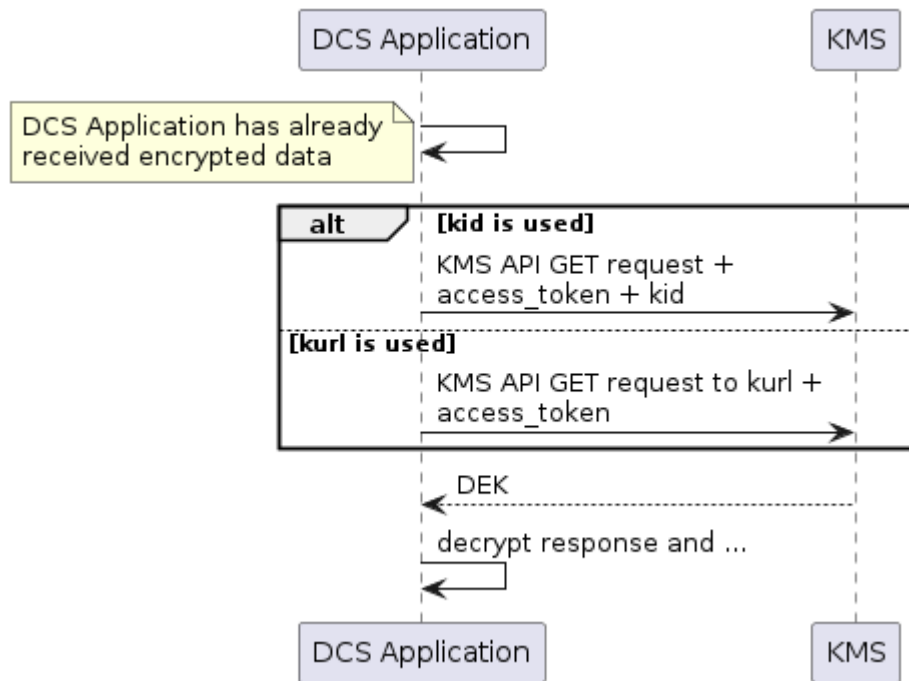 DCS Application KMS
DCS Application has already
received encrypted data
alt [kid is used]
KMS API GET request +
access_token + kid
[kurl is used]
KMS API GET request to kurl +
access_token
DEK
decrypt response and ...
DCS Application KMS